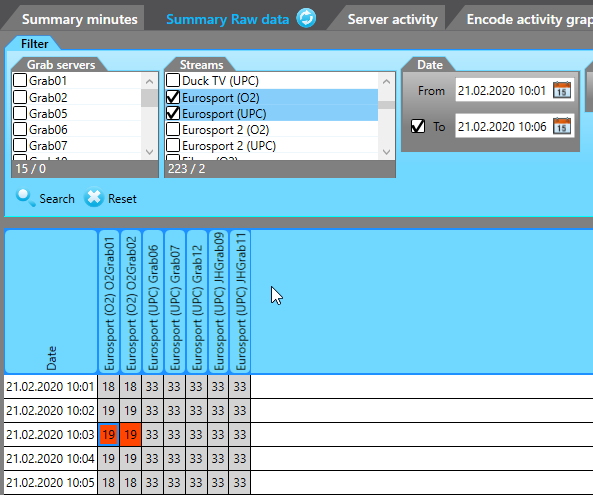 Summary minutes
Summary Raw data
Server activity
Encode activity grap
Filter
Grab servers
Grab01
Grab02
Grab05
Grab06
Grab07
15 / 0
Streams
Duck TV (UPC)
Eurosport (O2)
Eurosport (UPC)
Eurosport 2 (O2)
Eurosport 2 (UPC)
223 / 2
Date
From 21.02.2020 10:01 15
To 21.02.2020 10:06 15
Search Reset
Date
Eurosport (O2) O2Grab01
Eurosport (O2) O2Grab02
Eurosport (UPC) Grab06
Eurosport (UPC) Grab07
Eurosport (UPC) Grab12
Eurosport (UPC) JHGrab09
Eurosport (UPC) JHGrab11
21.02.2020 10:01 18 18 33 33 33 33 33
21.02.2020 10:02 19 19 33 33 33 33 33
21.02.2020 10:03 19 19 33 33 33 33 33
21.02.2020 10:04 19 19 33 33 33 33 33
21.02.2020 10:05 18 18 33 33 33 33 33